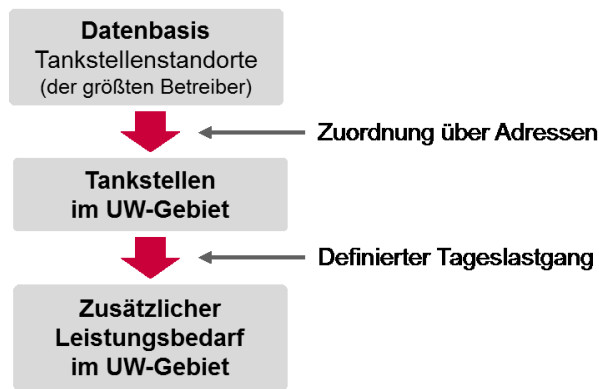 Datenbasis
Tankstellenstandorte
(der größten Betreiber)
Zuordnung über Adressen
Tankstellen
im UW-Gebiet
Definierter Tageslastgang
Zusätzlicher
Leistungsbedarf
im UW-Gebiet